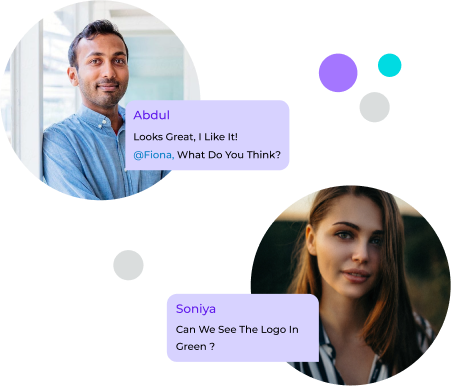 Abdul
Looks Great, I Like It!
@Fiona, What Do You Think?
Soniya
Can We See The Logo In
Green ?